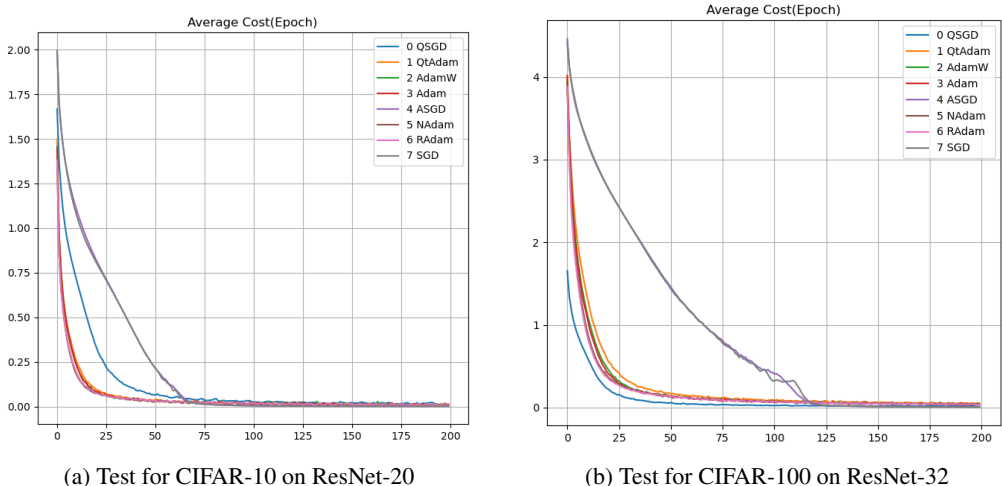 Average Cost(Epoch)
2.00
1.75
1.50
1.25
1.00
0.75
0.50
0.25
0.00
0 QSGD
1 QtAdam
2 AdamW
3 Adam
4 ASGD
5 NAdam
6 RAdam
7 SGD
0 25 50 75 100 125 150 175 200
(a) Test for CIFAR-10 on ResNet-20
Average Cost(Epoch)
4
3
2
1
0
0 QSGD
1 QtAdam
2 AdamW
3 Adam
4 ASGD
5 NAdam
6 RAdam
7 SGD
0 25 50 75 100 125 150 175 200
(b) Test for CIFAR-100 on ResNet-32